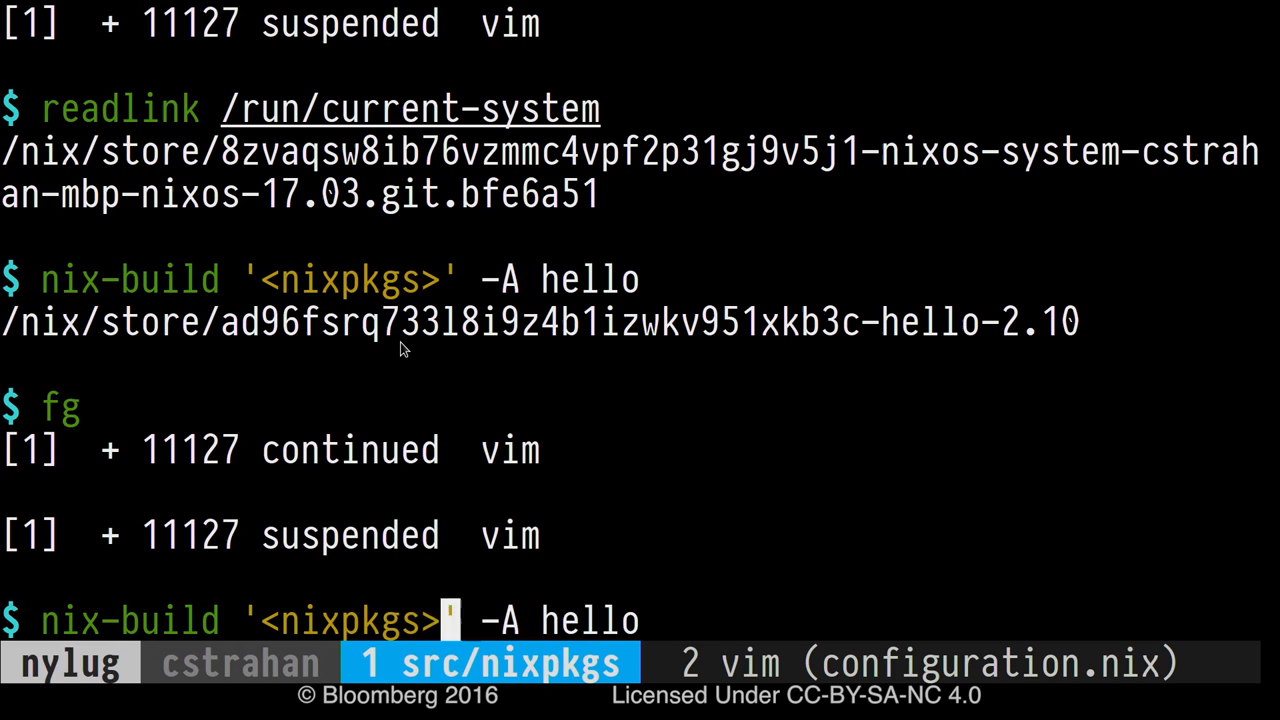 [1]  + 11127 suspended  vim
$ readlink /run/current-system
/nix/store/8zvaqsw8ib76vzmmc4vpf2p31gj9v5j1-nixos-system-cstrah
an-mbp-nixos-17.03.git.bfe6a51
$ nix-build '<nixpkgs>' -A hello
/nix/store/ad96fsrq733l8i9z4b1izwkv951xkb3c-hello-2.10
$ fg
[1]  + 11127 continued  vim
[1]  + 11127 suspended  vim
$ nix-build '<nixpkgs>' -A hello
nylug cstrahan 1 src/nixpkgs 2 vim (configuration.nix)
© Bloomberg 2016 Licensed Under CC-BY-SA-NC 4.0